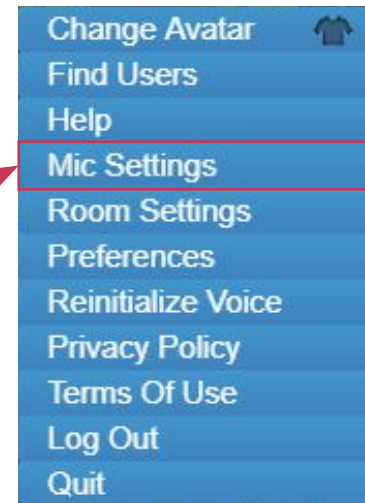 Change Avatar
Find Users
Help
Mic Settings
Room Settings
Preferences
Reinitialize Voice
Privacy Policy
Terms Of Use
Log Out
Quit